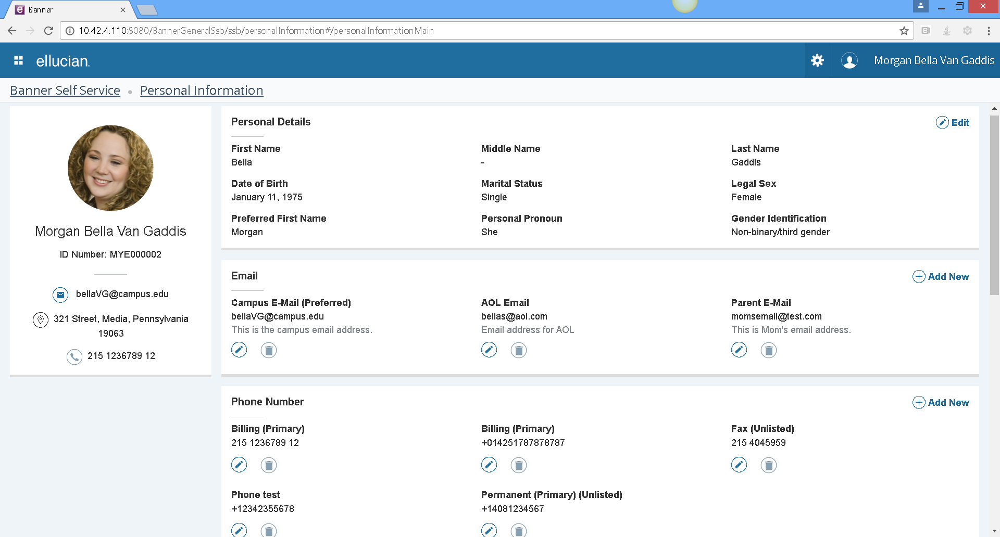 Banner
10.42.4.110:8080/BannerGeneralSsb/ssb/personalInformation#/personalInformationMain
ellucian.
Morgan Bella Van Gaddis
Banner Self Service • Personal Information
Morgan Bella Van Gaddis
ID Number: MYE000002
bellaVG@campus.edu
321 Street, Media, Pennsylvania
19063
215 1236789 12
Personal Details
Edit
First Name
Bella
Middle Name
-
Last Name
Gaddis
Date of Birth
January 11, 1975
Marital Status
Single
Legal Sex
Female
Preferred First Name
Morgan
Personal Pronoun
She
Gender Identification
Non-binary/third gender
Email
Add New
Campus E-Mail (Preferred)
bellaVG@campus.edu
This is the campus email address.
AOL Email
bellas@aol.com
Email address for AOL
Parent E-Mail
momsemail@test.com
This is Mom's email address.
Phone Number
Add New
Billing (Primary)
215 1236789 12
Billing (Primary)
+014251787878787
Fax (Unlisted)
215 4045959
Phone test
+12342355678
Permanent (Primary) (Unlisted)
+14081234567